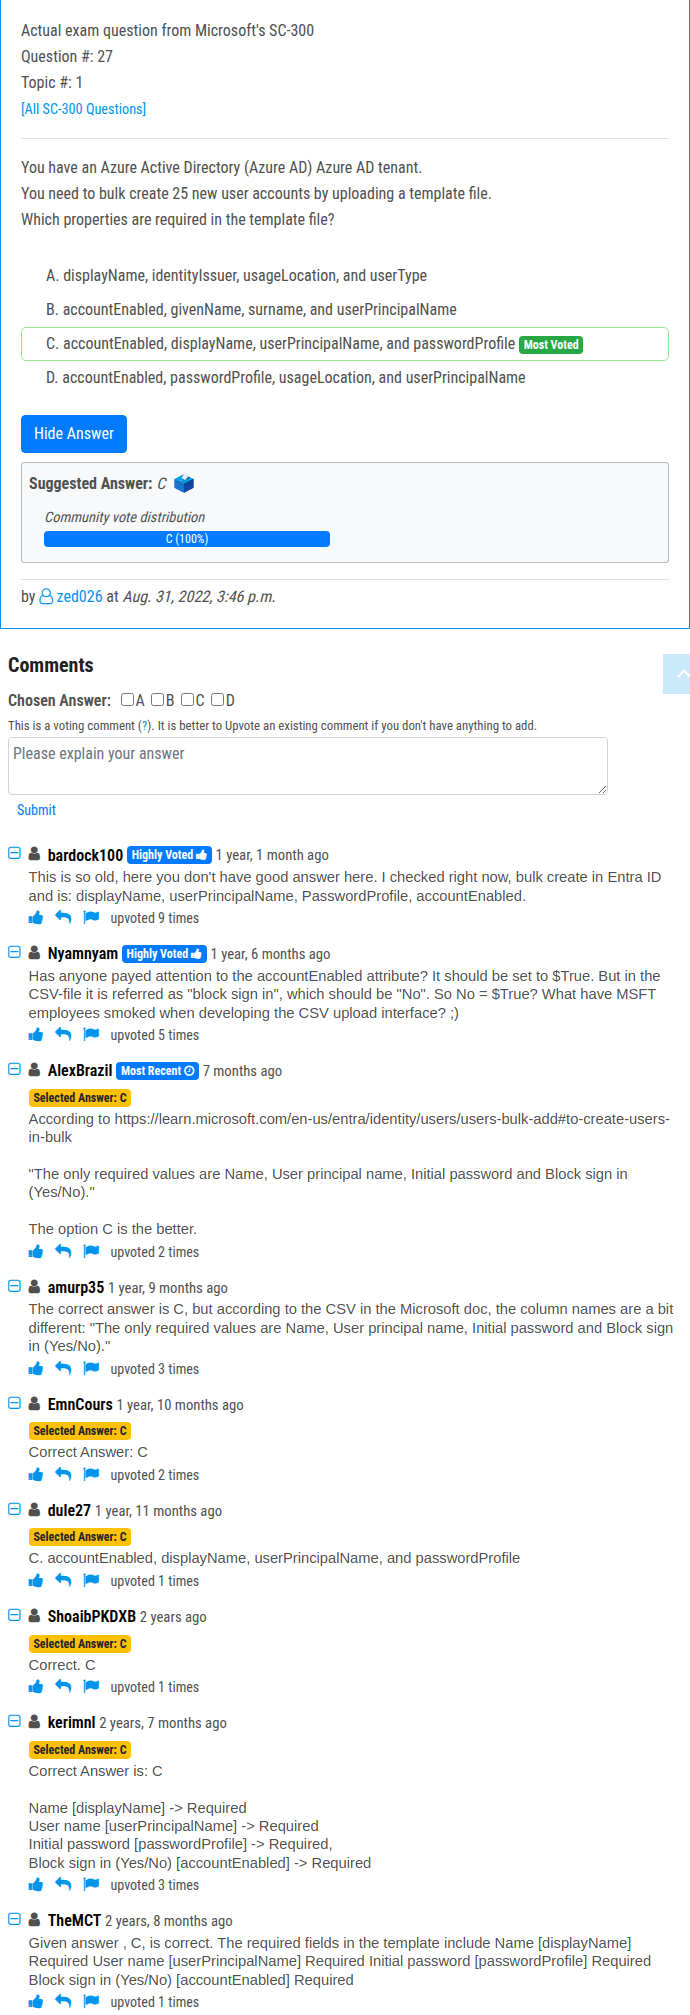 Actual exam question from Microsoft's SC-300
Question #: 27
Topic #: 1
[All SC-300 Questions]
You have an Azure Active Directory (Azure AD) Azure AD tenant.
You need to bulk create 25 new user accounts by uploading a template file.
Which properties are required in the template file?
A. displayName, identityIssuer, usageLocation, and userType
B. accountEnabled, givenName, surname, and userPrincipalName
C. accountEnabled, displayName, userPrincipalName, and passwordProfile Most Voted
D. accountEnabled, passwordProfile, usageLocation, and userPrincipalName
Hide Answer
Suggested Answer: C
Community vote distribution
C (100%)
by zed026 at Aug. 31, 2022, 3:46 p.m.
Comments
Chosen Answer: A B C D
This is a voting comment (?). It is better to Upvote an existing comment if you don't have anything to add.
Please explain your answer
Submit
bardock100 Highly Voted 1 year, 1 month ago
This is so old, here you don't have good answer here. I checked right now, bulk create in Entra ID
and is: displayName, userPrincipalName, PasswordProfile, accountEnabled.
upvoted 9 times
Nyamnyam Highly Voted 1 year, 6 months ago
Has anyone payed attention to the accountEnabled attribute? It should be set to $True. But in the
CSV-file it is referred as "block sign in", which should be "No". So No = $True? What have MSFT
employees smoked when developing the CSV upload interface? ;)
upvoted 5 times
AlexBrazil Most Recent 7 months ago
Selected Answer: C
According to https://learn.microsoft.com/en-us/entra/identity/users/users-bulk-add#to-create-users-
in-bulk
"The only required values are Name, User principal name, Initial password and Block sign in
(Yes/No)."
The option C is the better.
upvoted 2 times
amurp35 1 year, 9 months ago
The correct answer is C, but according to the CSV in the Microsoft doc, the column names are a bit
different: "The only required values are Name, User principal name, Initial password and Block sign
in (Yes/No)."
upvoted 3 times
EmnCours 1 year, 10 months ago
Selected Answer: C
Correct Answer: C
upvoted 2 times
dule27 1 year, 11 months ago
Selected Answer: C
C. accountEnabled, displayName, userPrincipalName, and passwordProfile
upvoted 1 times
ShoaibPKDXB 2 years ago
Selected Answer: C
Correct. C
upvoted 1 times
kerimnl 2 years, 7 months ago
Selected Answer: C
Correct Answer is: C
Name [displayName] -> Required
User name [userPrincipalName] -> Required
Initial password [passwordProfile] -> Required,
Block sign in (Yes/No) [accountEnabled] -> Required
upvoted 3 times
TheMCT 2 years, 8 months ago
Given answer , C, is correct. The required fields in the template include Name [displayName]
Required User name [userPrincipalName] Required Initial password [passwordProfile] Required
Block sign in (Yes/No) [accountEnabled] Required
upvoted 1 times